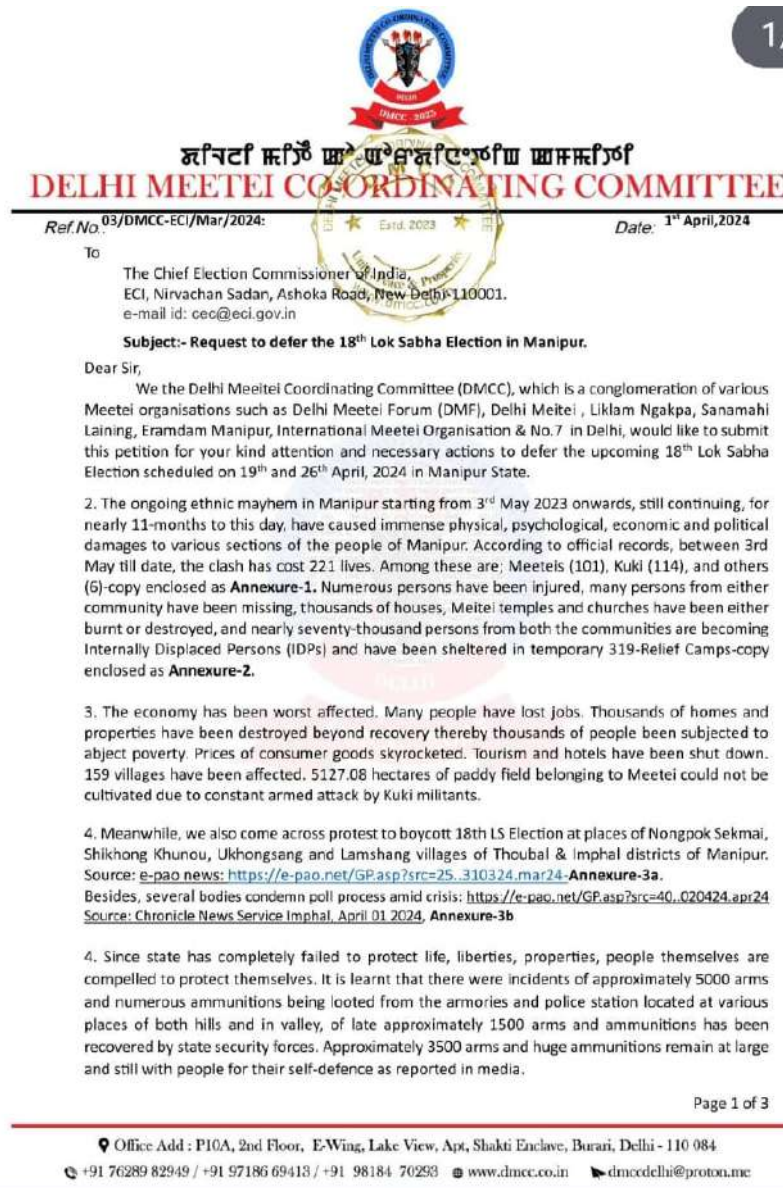 1/
DELHI MEETEI CO-ORDINATING COMMITTEE
DELHI
DMCC - 2023
DELHI MEETEI CO-ORDINATING COMMITTEE
Estd. 2023
Ref.No.: 03/DMCC-ECI/Mar/2024:
Date: 1st April,2024
To
The Chief Election Commissioner of India,
ECI, Nirvachan Sadan, Ashoka Road, New Delhi-110001.
e-mail id: cec@eci.gov.in
Subject:- Request to defer the 18th Lok Sabha Election in Manipur.
Dear Sir,
We the Delhi Meeitei Coordinating Committee (DMCC), which is a conglomeration of various
Meetei organisations such as Delhi Meetei Forum (DMF), Delhi Meitei , Liklam Ngakpa, Sanamahi
Laining, Eramdam Manipur, International Meetei Organisation & No.7 in Delhi, would like to submit
this petition for your kind attention and necessary actions to defer the upcoming 18th Lok Sabha
Election scheduled on 19th and 26th April, 2024 in Manipur State.
2. The ongoing ethnic mayhem in Manipur starting from 3rd May 2023 onwards, still continuing, for
nearly 11-months to this day, have caused immense physical, psychological, economic and political
damages to various sections of the people of Manipur. According to official records, between 3rd
May till date, the clash has cost 221 lives. Among these are; Meeteis (101), Kuki (114), and others
(6)-copy enclosed as Annexure-1. Numerous persons have been injured, many persons from either
community have been missing, thousands of houses, Meitei temples and churches have been either
burnt or destroyed, and nearly seventy-thousand persons from both the communities are becoming
Internally Displaced Persons (IDPs) and have been sheltered in temporary 319-Relief Camps-copy
enclosed as Annexure-2.
3. The economy has been worst affected. Many people have lost jobs. Thousands of homes and
properties have been destroyed beyond recovery thereby thousands of people been subjected to
abject poverty. Prices of consumer goods skyrocketed. Tourism and hotels have been shut down.
159 villages have been affected. 5127.08 hectares of paddy field belonging to Meetei could not be
cultivated due to constant armed attack by Kuki militants.
4. Meanwhile, we also come across protest to boycott 18th LS Election at places of Nongpok Sekmai,
Shikhong Khunou, Ukhongsang and Lamshang villages of Thoubal & Imphal districts of Manipur.
Source: e-pao news: https://e-pao.net/GP.asp?src=25..310324.mar24-Annexure-3a.
Besides, several bodies condemn poll process amid crisis: https://e-pao.net/GP.asp?src=40..020424.apr24
Source: Chronicle News Service Imphal, April 01 2024, Annexure-3b
4. Since state has completely failed to protect life, liberties, properties, people themselves are
compelled to protect themselves. It is learnt that there were incidents of approximately 5000 arms
and numerous ammunitions being looted from the armories and police station located at various
places of both hills and in valley, of late approximately 1500 arms and ammunitions has been
recovered by state security forces. Approximately 3500 arms and huge ammunitions remain at large
and still with people for their self-defence as reported in media.
Page 1 of 3
Office Add : P10A, 2nd Floor, E-Wing, Lake View, Apt, Shakti Enclave, Burari, Delhi - 110 084
+91 76289 82949 / +91 97186 69413 / +91 98184 70293 www.dmcc.co.in dmccdelhi@proton.me